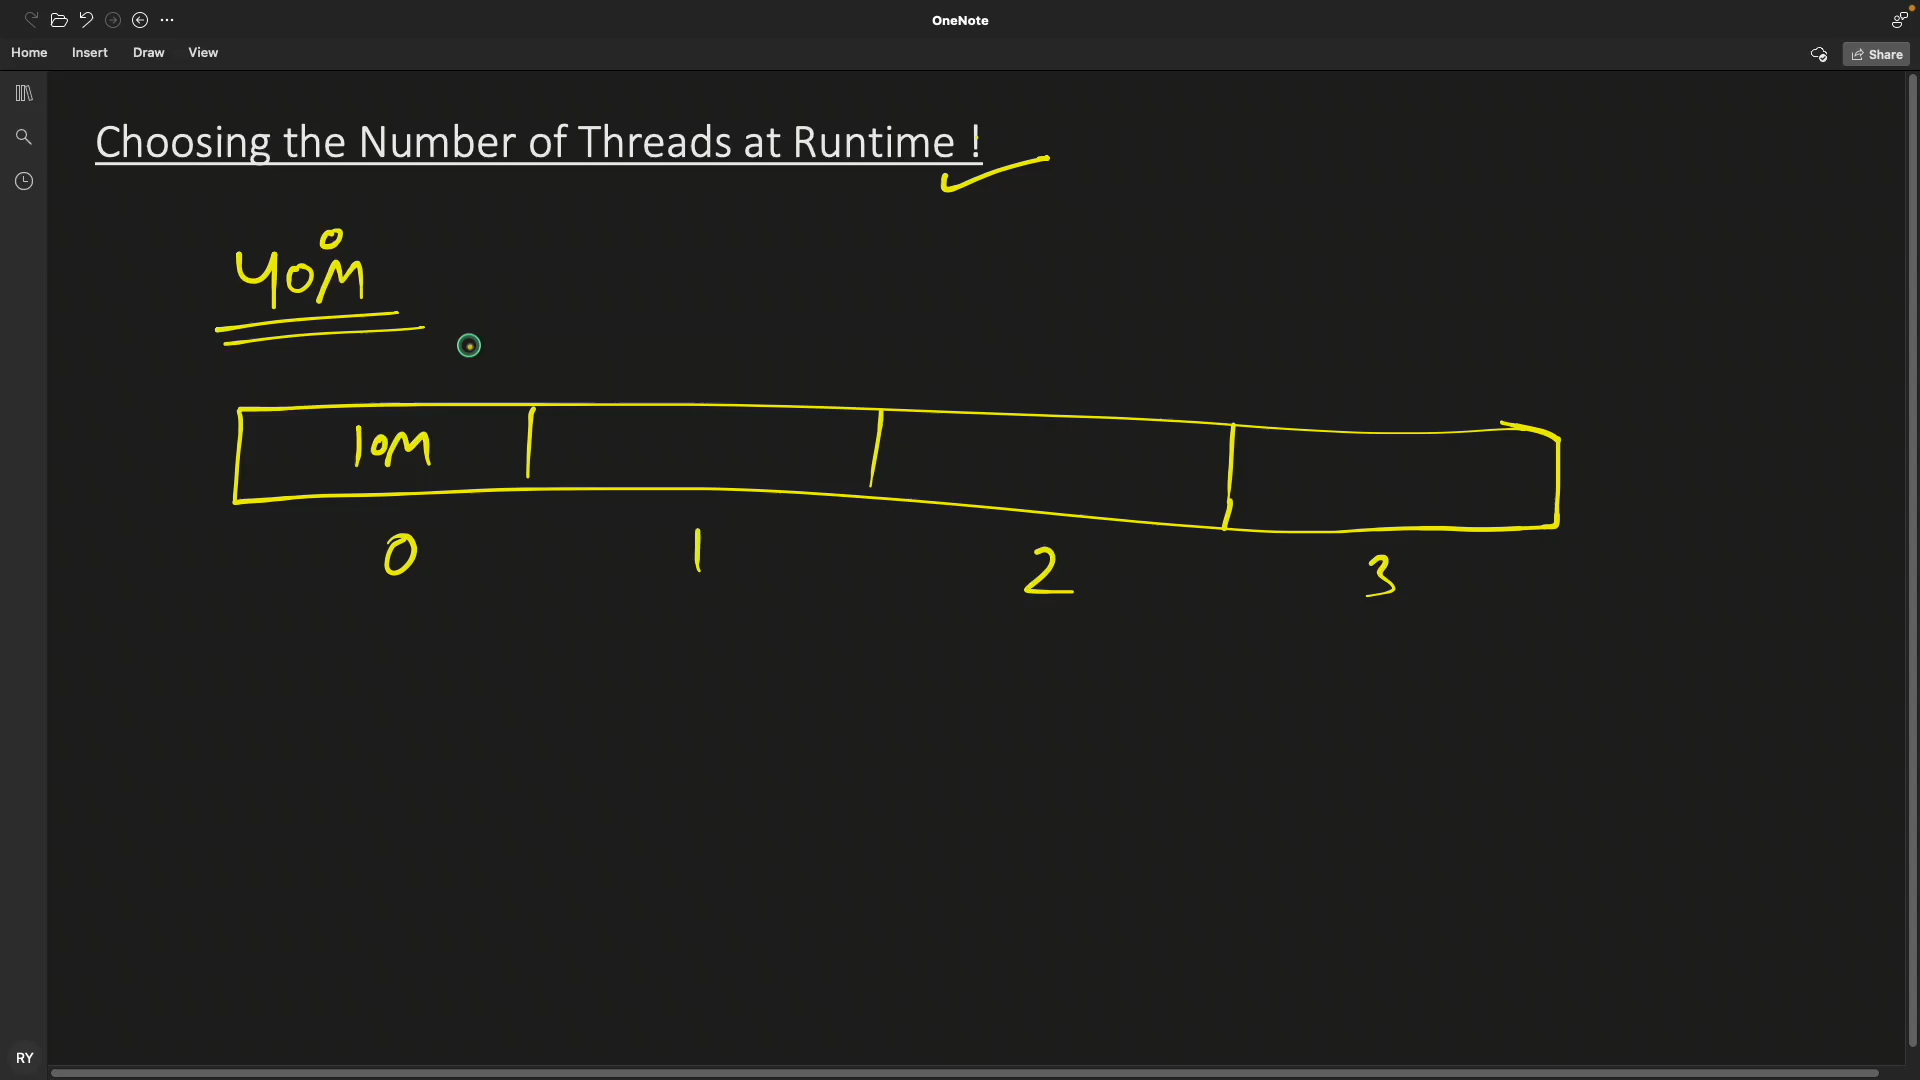 OneNote
Home Insert Draw View
Share
Choosing the Number of Threads at Runtime !
40M
10M
0 1 2 3
RY